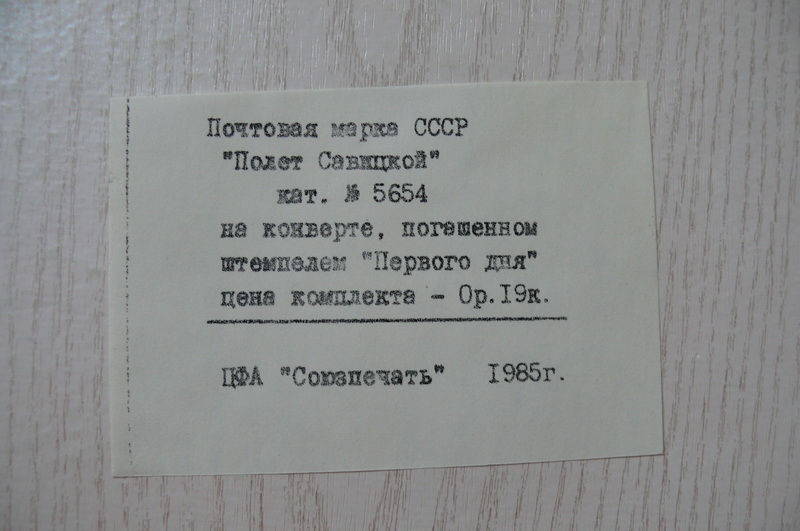 Почтовая марка СССР
"Полет Савицкой"
кат. № 5654
на конверте, погашенном
штемпелем "Первого дня"
цена комплекта - 0р.19к.
ЦФА "Союзпечать" 1985г.